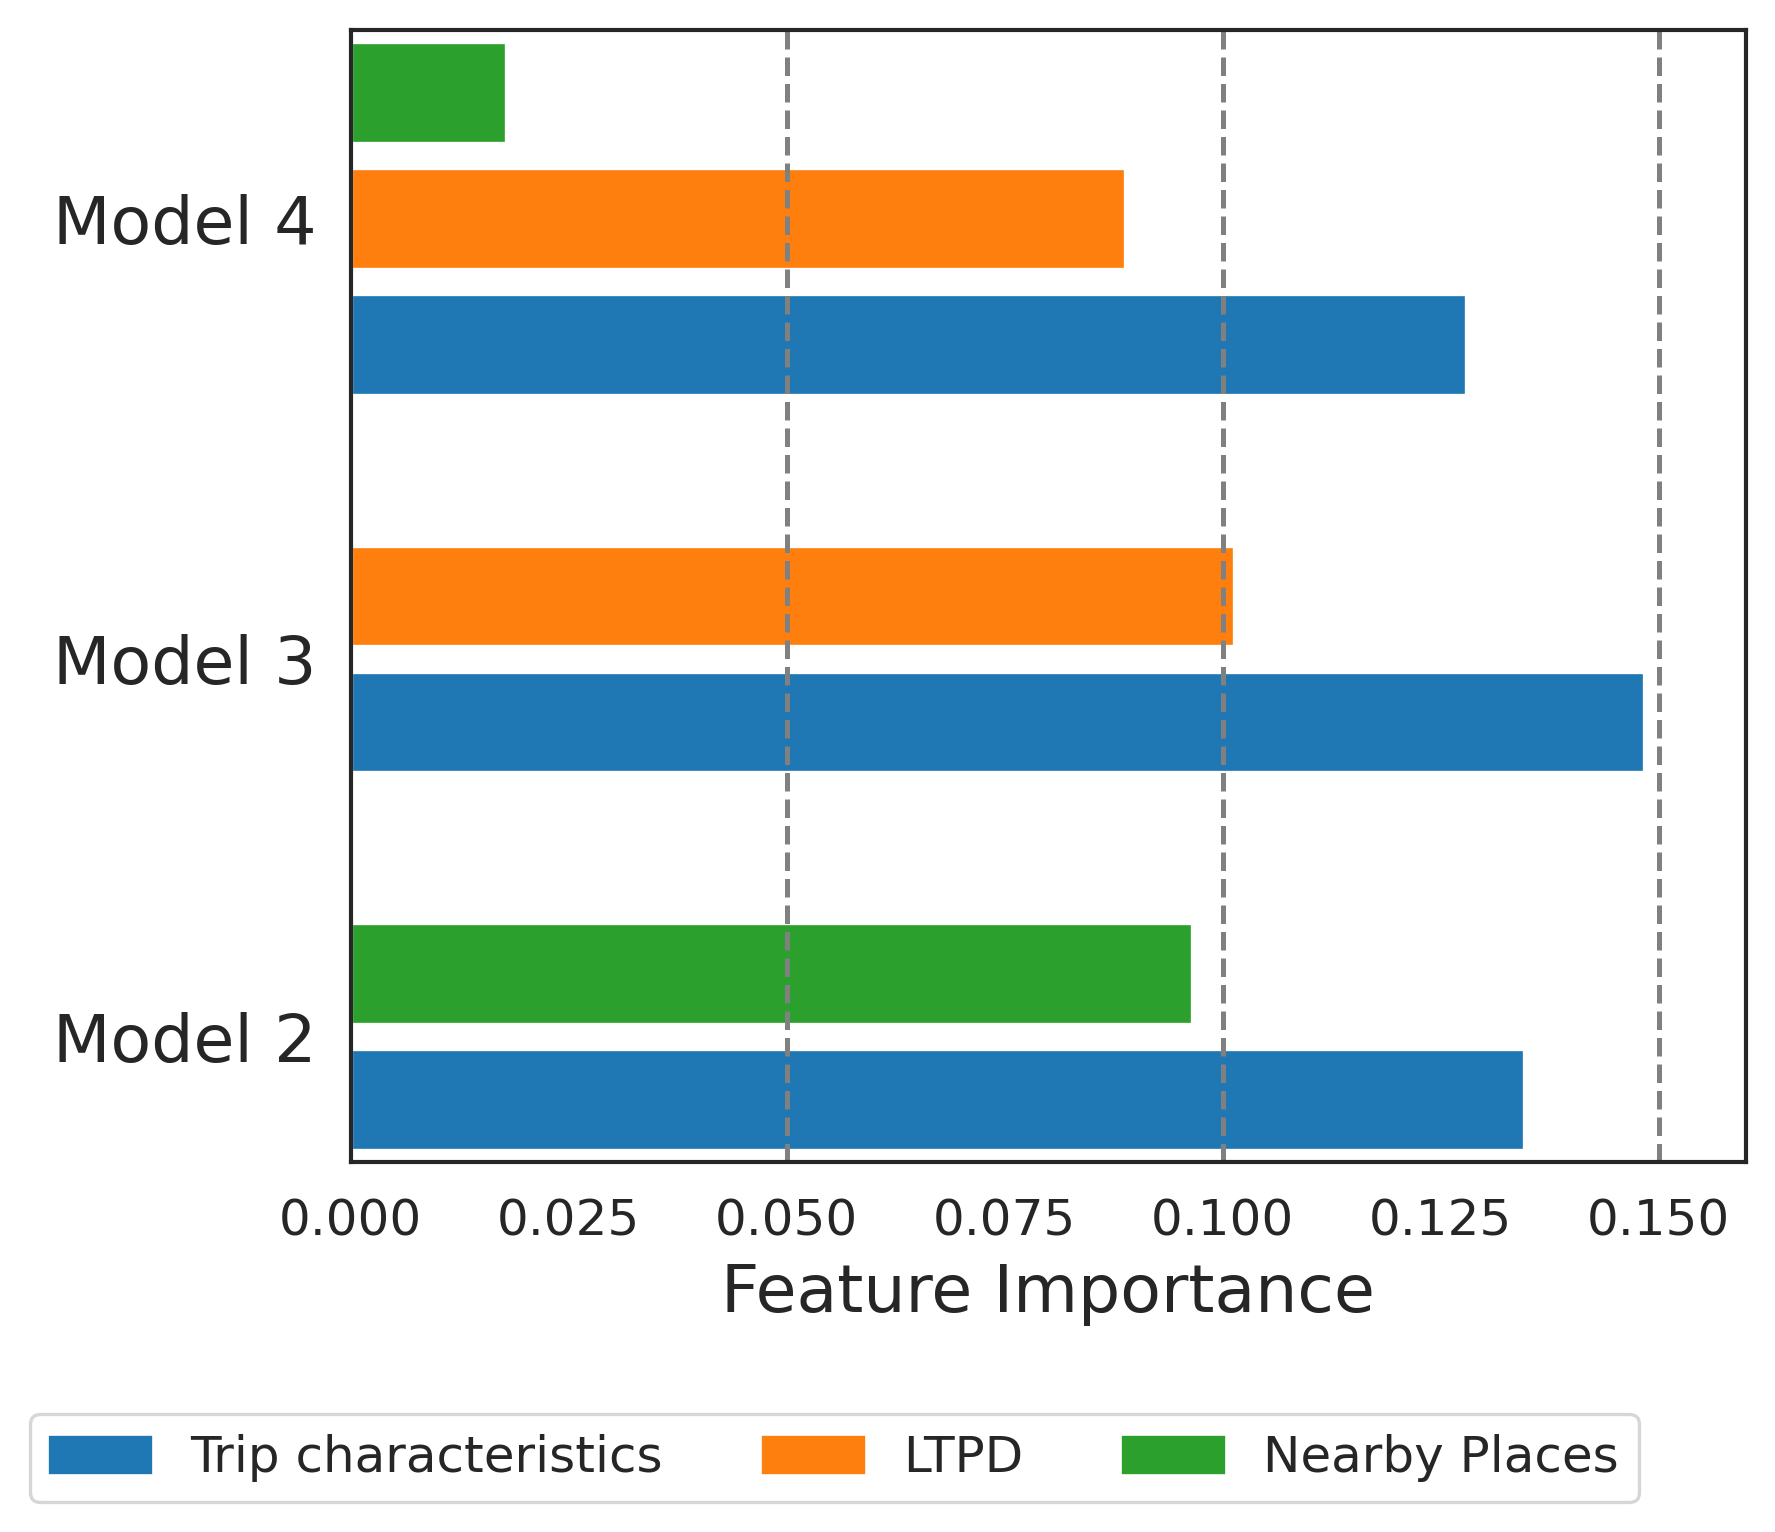 Model 4
Model 3
Model 2
0.000 0.025 0.050 0.075 0.100 0.125 0.150
Feature Importance
Trip characteristics LTPD Nearby Places